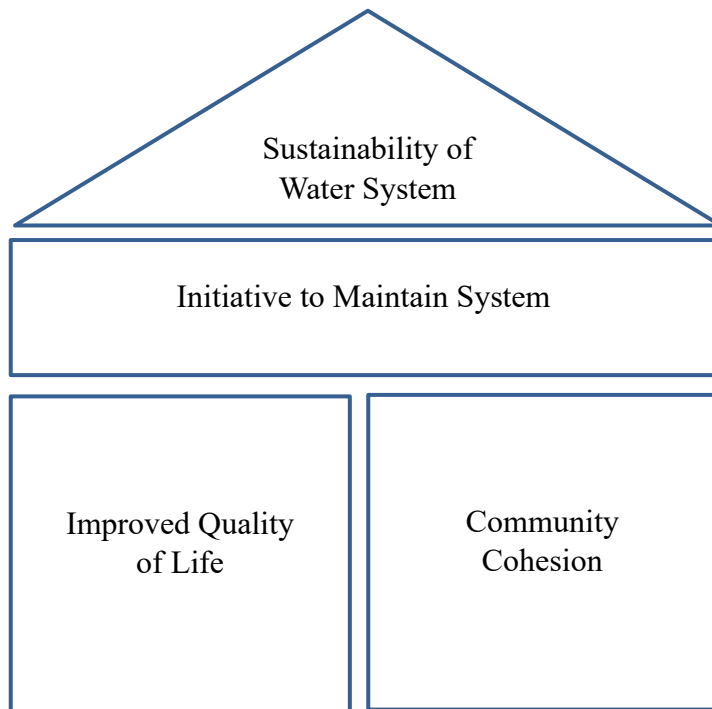 Sustainability of
Water System
Initiative to Maintain System
Improved Quality
of Life
Community
Cohesion